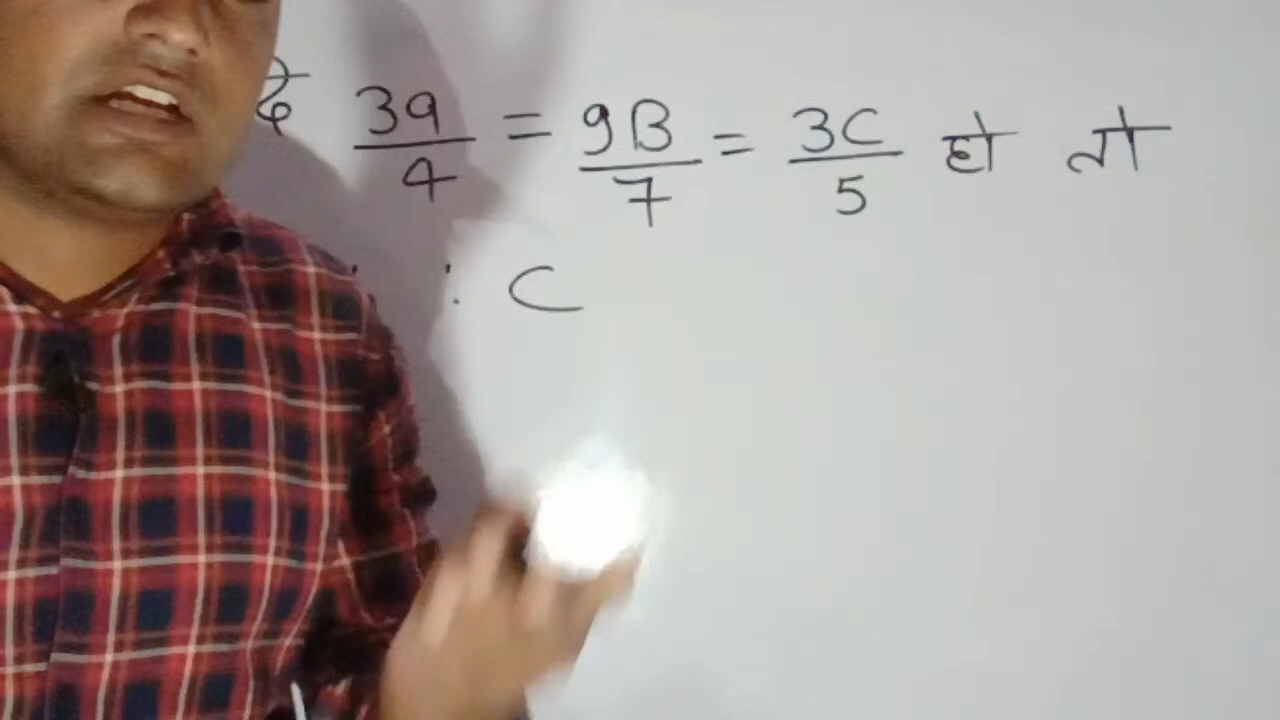 3a/4 = 9B/7 = 3C/5 हो तो
: C